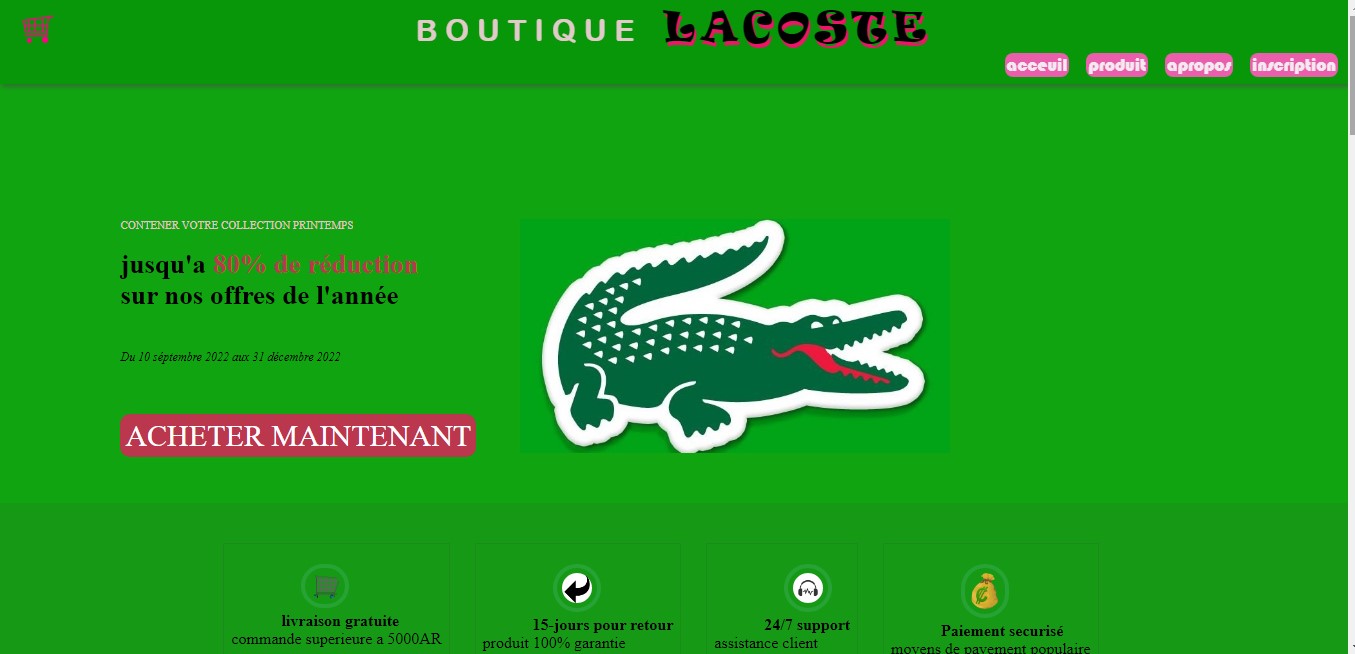 BOUTIQUE LACOSTE
acceuil produit apropos inscription
CONTENER VOTRE COLLECTION PRINTEMPS
jusqu'a 80% de réduction
sur nos offres de l'année
Du 10 séptembre 2022 aux 31 décembre 2022
ACHETER MAINTENANT
livraison gratuite
commande superieure a 5000AR
15-jours pour retour
produit 100% garantie
24/7 support
assistance client
Paiement securisé
moyens de payement populaire